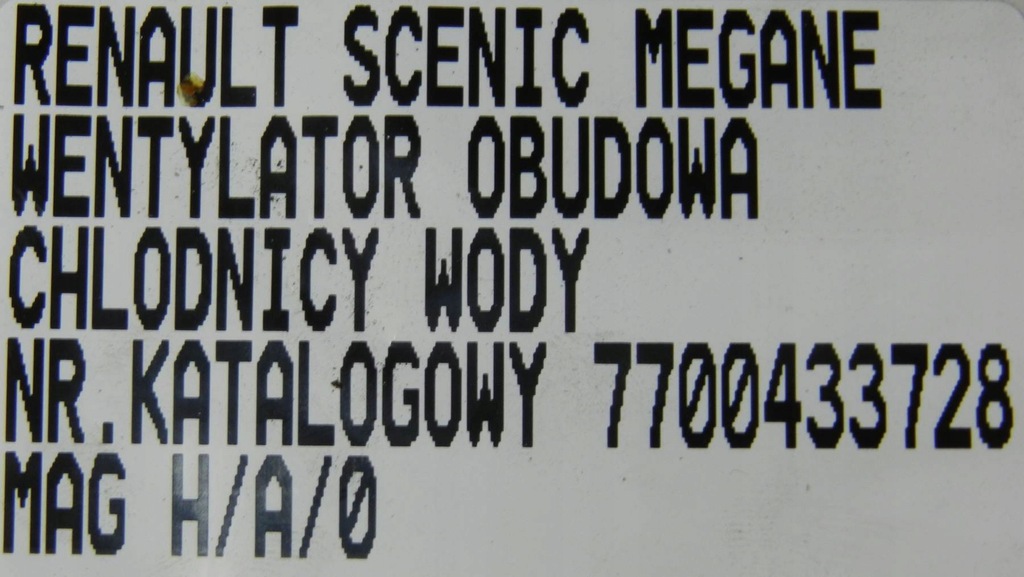 RENAULT SCENIC MEGANE
WENTYLATOR OBUDOWA
CHLODNICY WODY
NR.KATALOGOWY 7700433728
MAG H/A/0